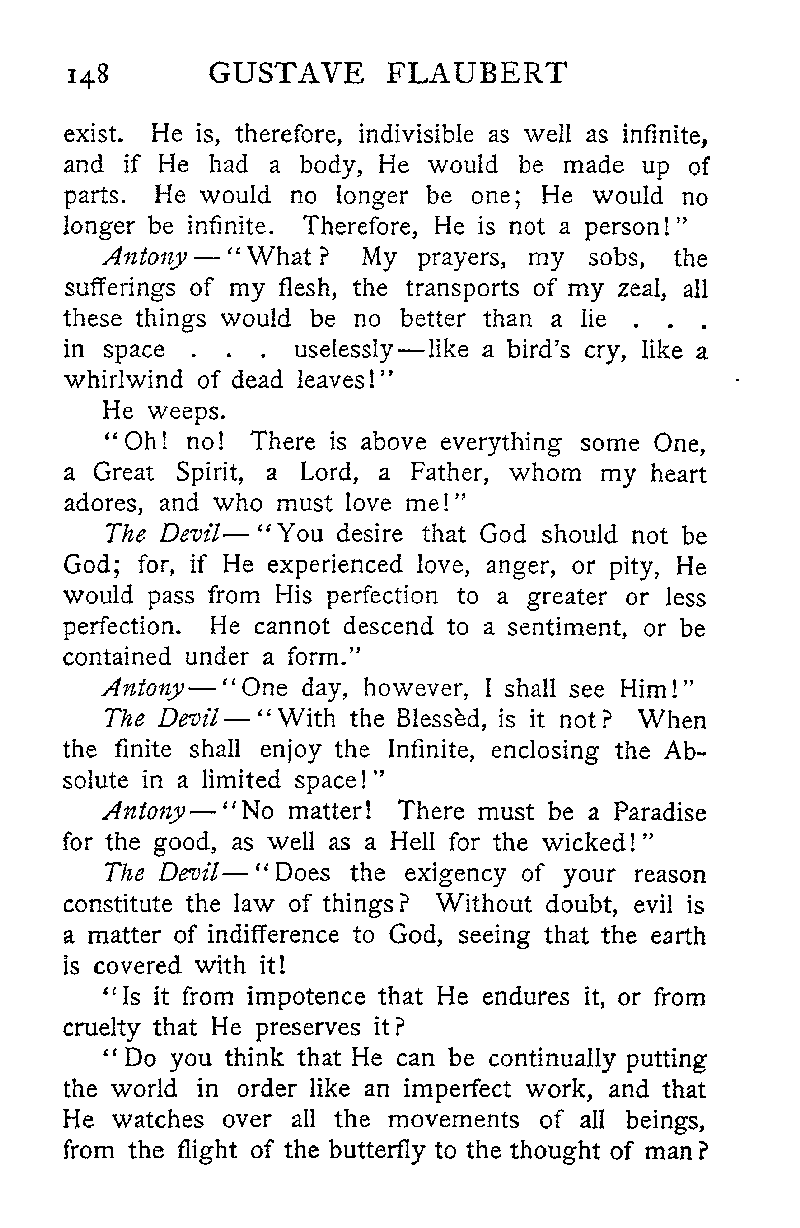 148 GUSTAVE FLAUBERT
exist. He is, therefore, indivisible as well as infinite,
and if He had a body, He would be made up of
parts. He would no longer be one; He would no
longer be infinite. Therefore, He is not a person!"
Antony — "What? My prayers, my sobs, the
sufferings of my flesh, the transports of my zeal, all
these things would be no better than a lie . . .
in space . . . uselessly—like a bird's cry, like a
whirlwind of dead leaves!"
He weeps.
"Oh! no! There is above everything some One,
a Great Spirit, a Lord, a Father, whom my heart
adores, and who must love me!"
The Devil— "You desire that God should not be
God; for, if He experienced love, anger, or pity, He
would pass from His perfection to a greater or less
perfection. He cannot descend to a sentiment, or be
contained under a form."
Antony— "One day, however, I shall see Him!"
The Devil— "With the Blessèd, is it not? When
the finite shall enjoy the Infinite, enclosing the Ab-
solute in a limited space!"
Antony— "No matter! There must be a Paradise
for the good, as well as a Hell for the wicked!"
The Devil— "Does the exigency of your reason
constitute the law of things? Without doubt, evil is
a matter of indifference to God, seeing that the earth
is covered with it!
"Is it from impotence that He endures it, or from
cruelty that He preserves it?
"Do you think that He can be continually putting
the world in order like an imperfect work, and that
He watches over all the movements of all beings,
from the flight of the butterfly to the thought of man?